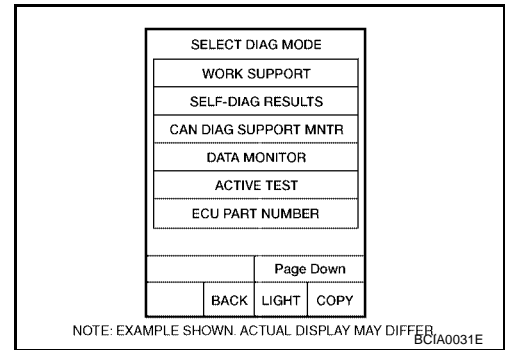 SELECT DIAG MODE
WORK SUPPORT
SELF-DIAG RESULTS
CAN DIAG SUPPORT MNTR
DATA MONITOR
ACTIVE TEST
ECU PART NUMBER
Page Down
BACK LIGHT COPY
NOTE: EXAMPLE SHOWN. ACTUAL DISPLAY MAY DIFFER.
BCIA0031E